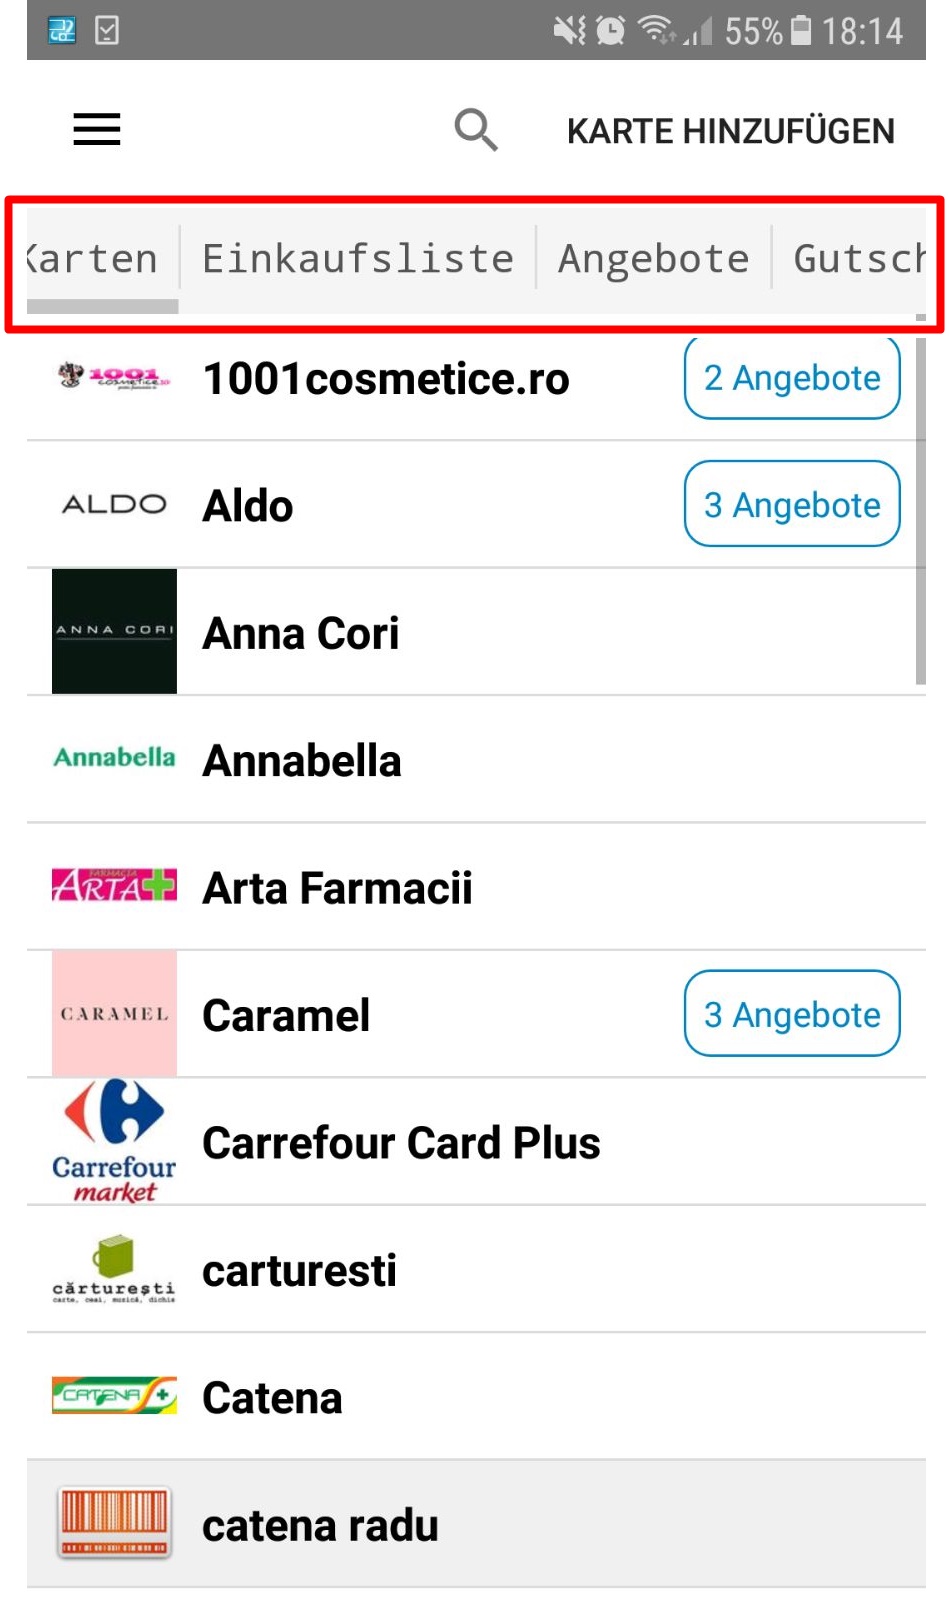 55% 18:14
KARTE HINZUFÜGEN
Karten Einkaufsliste Angebote Gutsch
1001 COSMETICE.RO 1001cosmetice.ro 2 Angebote
ALDO Aldo 3 Angebote
ANNA CORI Anna Cori
Annabella Annabella
FARMACIA ARTA Arta Farmacii
CARAMEL Caramel 3 Angebote
Carrefour market Carrefour Card Plus
cărturești carte, ceai, muzică, dichis carturesti
CATENA Catena
catena radu